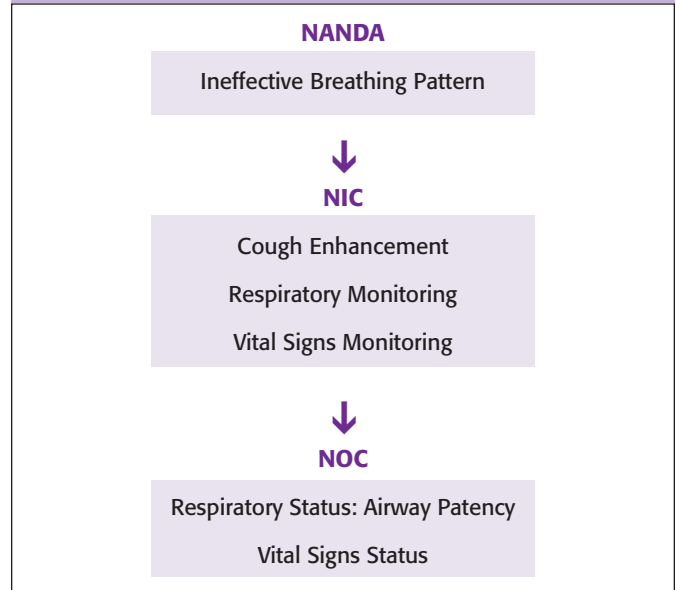 NANDA
Ineffective Breathing Pattern
NIC
Cough Enhancement
Respiratory Monitoring
Vital Signs Monitoring
NOC
Respiratory Status: Airway Patency
Vital Signs Status